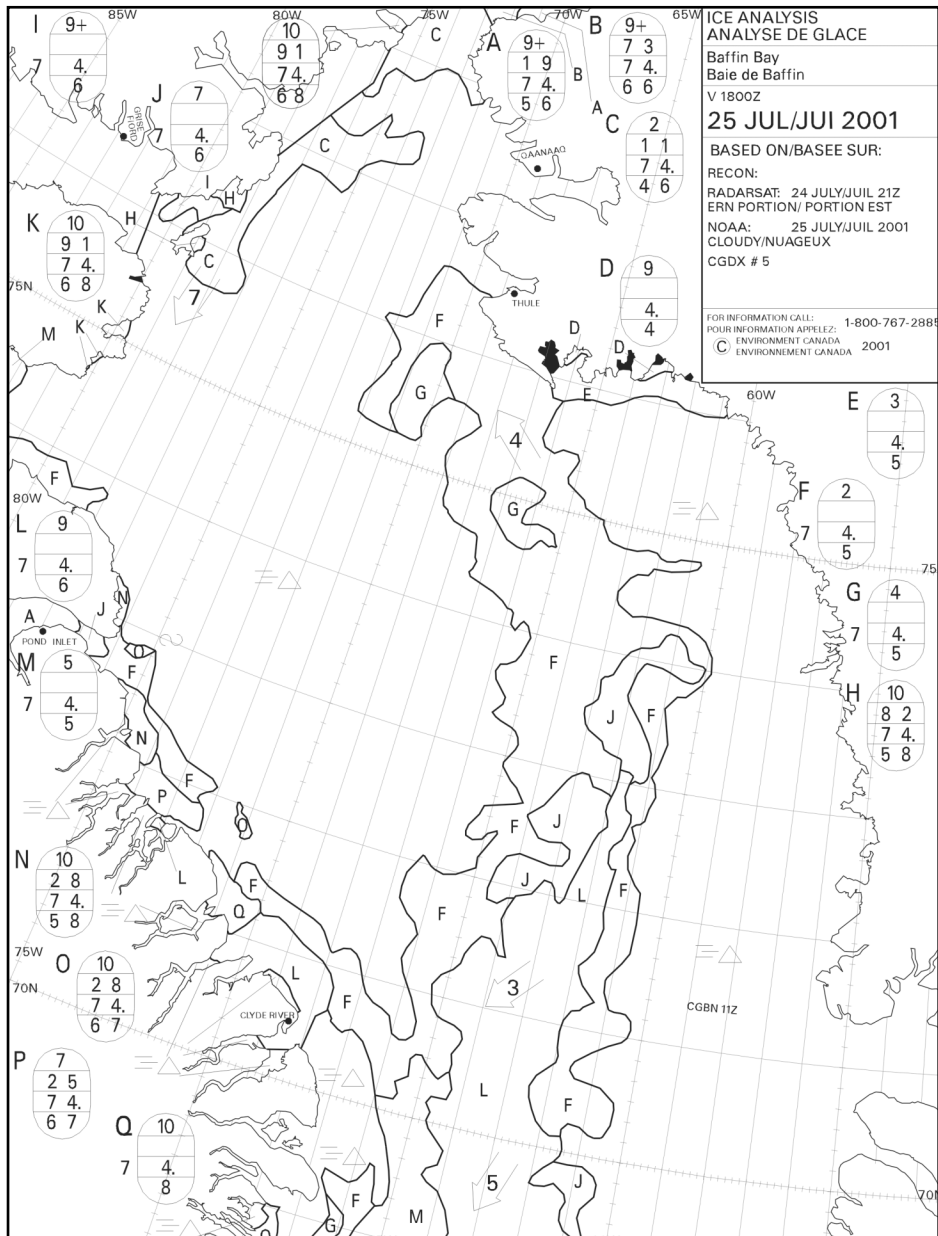 ICE ANALYSIS
ANALYSE DE GLACE
Baffin Bay
Baie de Baffin
V 1800Z
25 JUL/JUI 2001
BASED ON/BASEE SUR:
RECON:
RADARSAT: 24 JULY/JUIL 21Z
ERN PORTION/ PORTION EST
NOAA: 25 JULY/JUIL 2001
CLOUDY/NUAGEUX
CGDX # 5
FOR INFORMATION CALL:
POUR INFORMATION APPELEZ: 1-800-767-2885
© ENVIRONMENT CANADA
ENVIRONNEMENT CANADA 2001
85W
80W
75W
70W
65W
I
9+
7 4.
6
10
9 1
7 4.
6 8
C
A
9+
1 9
7 4.
5 6
B
A
B
9+
7 3
7 4.
6 6
C
2
1 1
7 4.
4 6
J
7
7 4.
6
GRISE
FIORD
C
QAANAAQ
I
H
H
K
10
9 1
7 4.
6 8
C
7
75N
K
M
K
F
THULE
D
9
4.
4
D
D
E
60W
G
E
3
4.
5
4
F
80W
G
F
2
7 4.
5
L
9
7 4.
6
75
G
4
7 4.
5
A
J
N
POND INLET
O
F
F
M
5
7 4.
5
H
10
8 2
7 4.
5 8
J
F
N
F
P
O
F
J
N
10
2 8
7 4.
5 8
L
F
J
L
F
Q
F
75W
O
10
2 8
7 4.
6 7
70N
L
F
3
CGBN 11Z
CLYDE RIVER
P
7
2 5
7 4.
6 7
L
F
Q
10
7 4.
8
5
J
70N
F
M
G
O